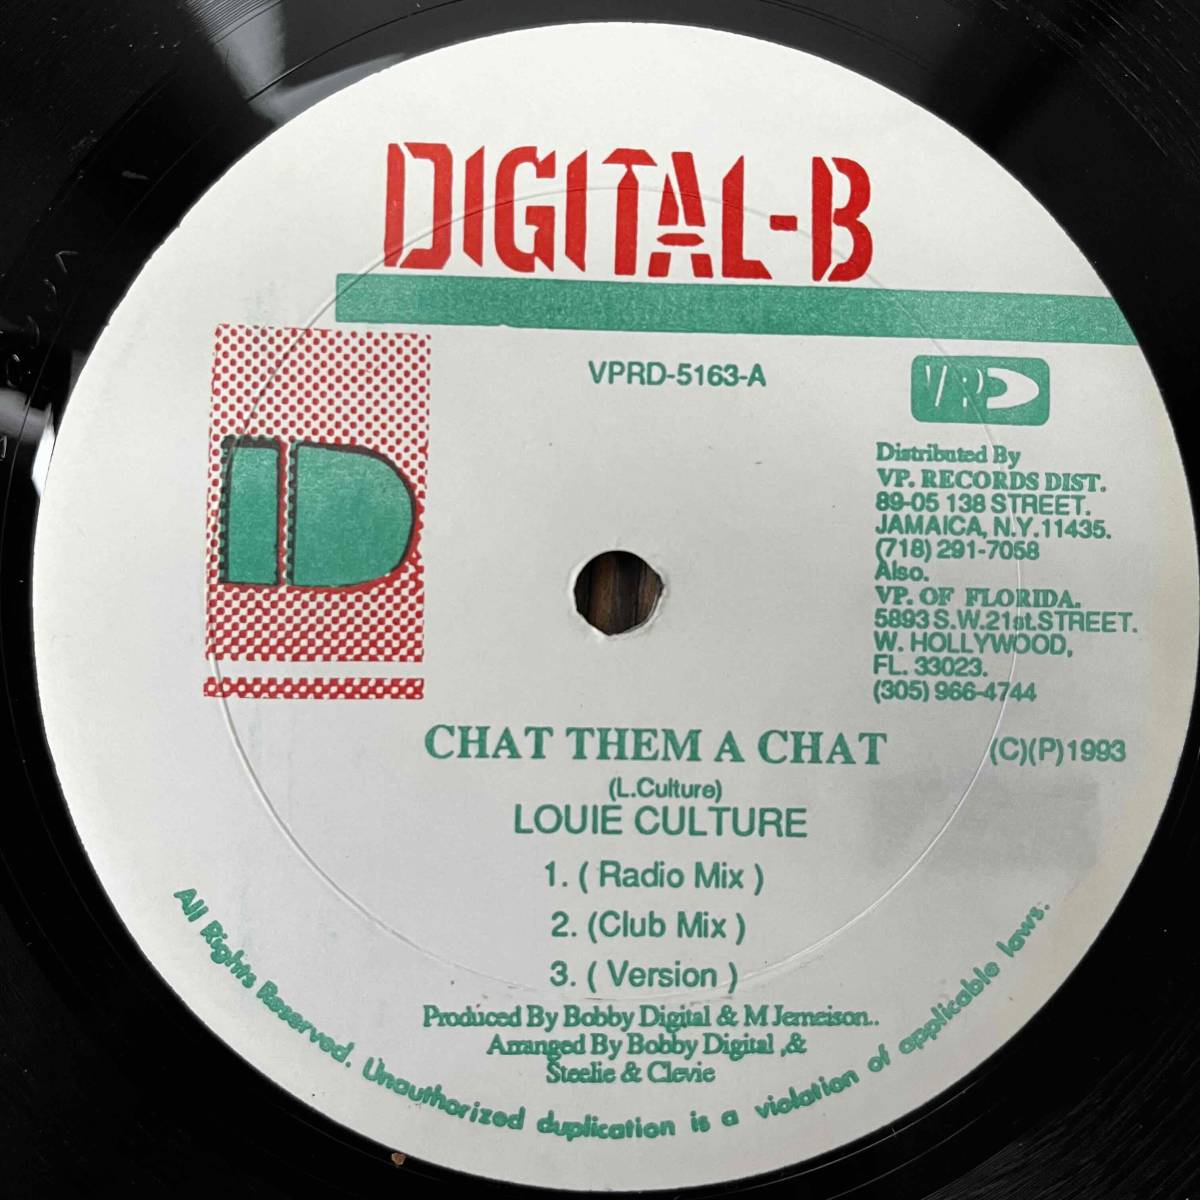 DIGITAL-B
VPRD-5163-A
VP
Distributed By
VP. RECORDS DIST.
89-05 138 STREET.
JAMAICA, N.Y.11435.
(718) 291-7058
Also.
VP. OF FLORIDA.
5893 S.W.21st.STREET.
W. HOLLYWOOD,
FL. 33023.
(305) 966-4744
D
CHAT THEM A CHAT
(C)(P)1993
(L.Culture)
LOUIE CULTURE
1. ( Radio Mix )
2. (Club Mix )
3. ( Version )
Produced By Bobby Digital & M Jemeison..
Arranged By Bobby Digital ,&
Steelie & Clevie
All Rights Reserved. Unauthorized duplication is a violation of applicable laws.